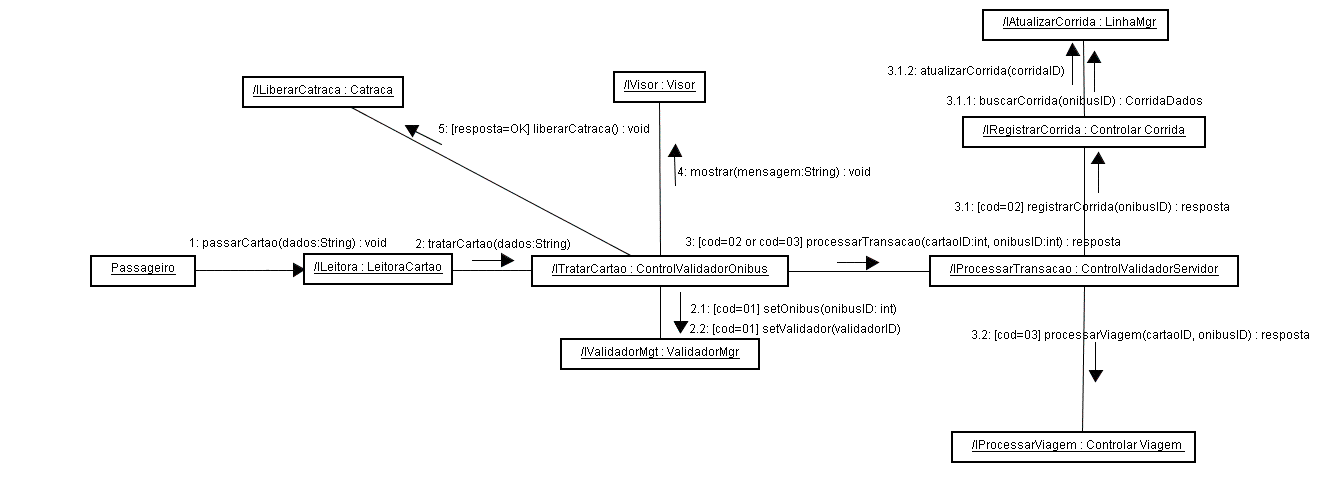 /IAtualizarCorrida : LinhaMgr
3.1.2: atualizarCorrida(corridaID)
/ILiberarCatraca : Catraca
/IVisor : Visor
3.1.1: buscarCorrida(onibusID) : CorridaDados
5: [resposta=OK] liberarCatraca() : void
/IRegistrarCorrida : Controlar Corrida
4: mostrar(mensagem:String) : void
3.1: [cod=02] registrarCorrida(onibusID) : resposta
1: passarCartao(dados:String) : void
2: tratarCartao(dados:String)
3: [cod=02 or cod=03] processarTransacao(cartaoID:int, onibusID:int) : resposta
Passageiro
/ILeitora : LeitoraCartao
/ITratarCartao : ControlValidadorOnibus
/IProcessarTransacao : ControlValidadorServidor
2.1: [cod=01] setOnibus(onibusID: int)
2.2: [cod=01] setValidador(validadorID)
3.2: [cod=03] processarViagem(cartaoID, onibusID) : resposta
/IValidadorMgt : ValidadorMgr
/IProcessarViagem : Controlar Viagem